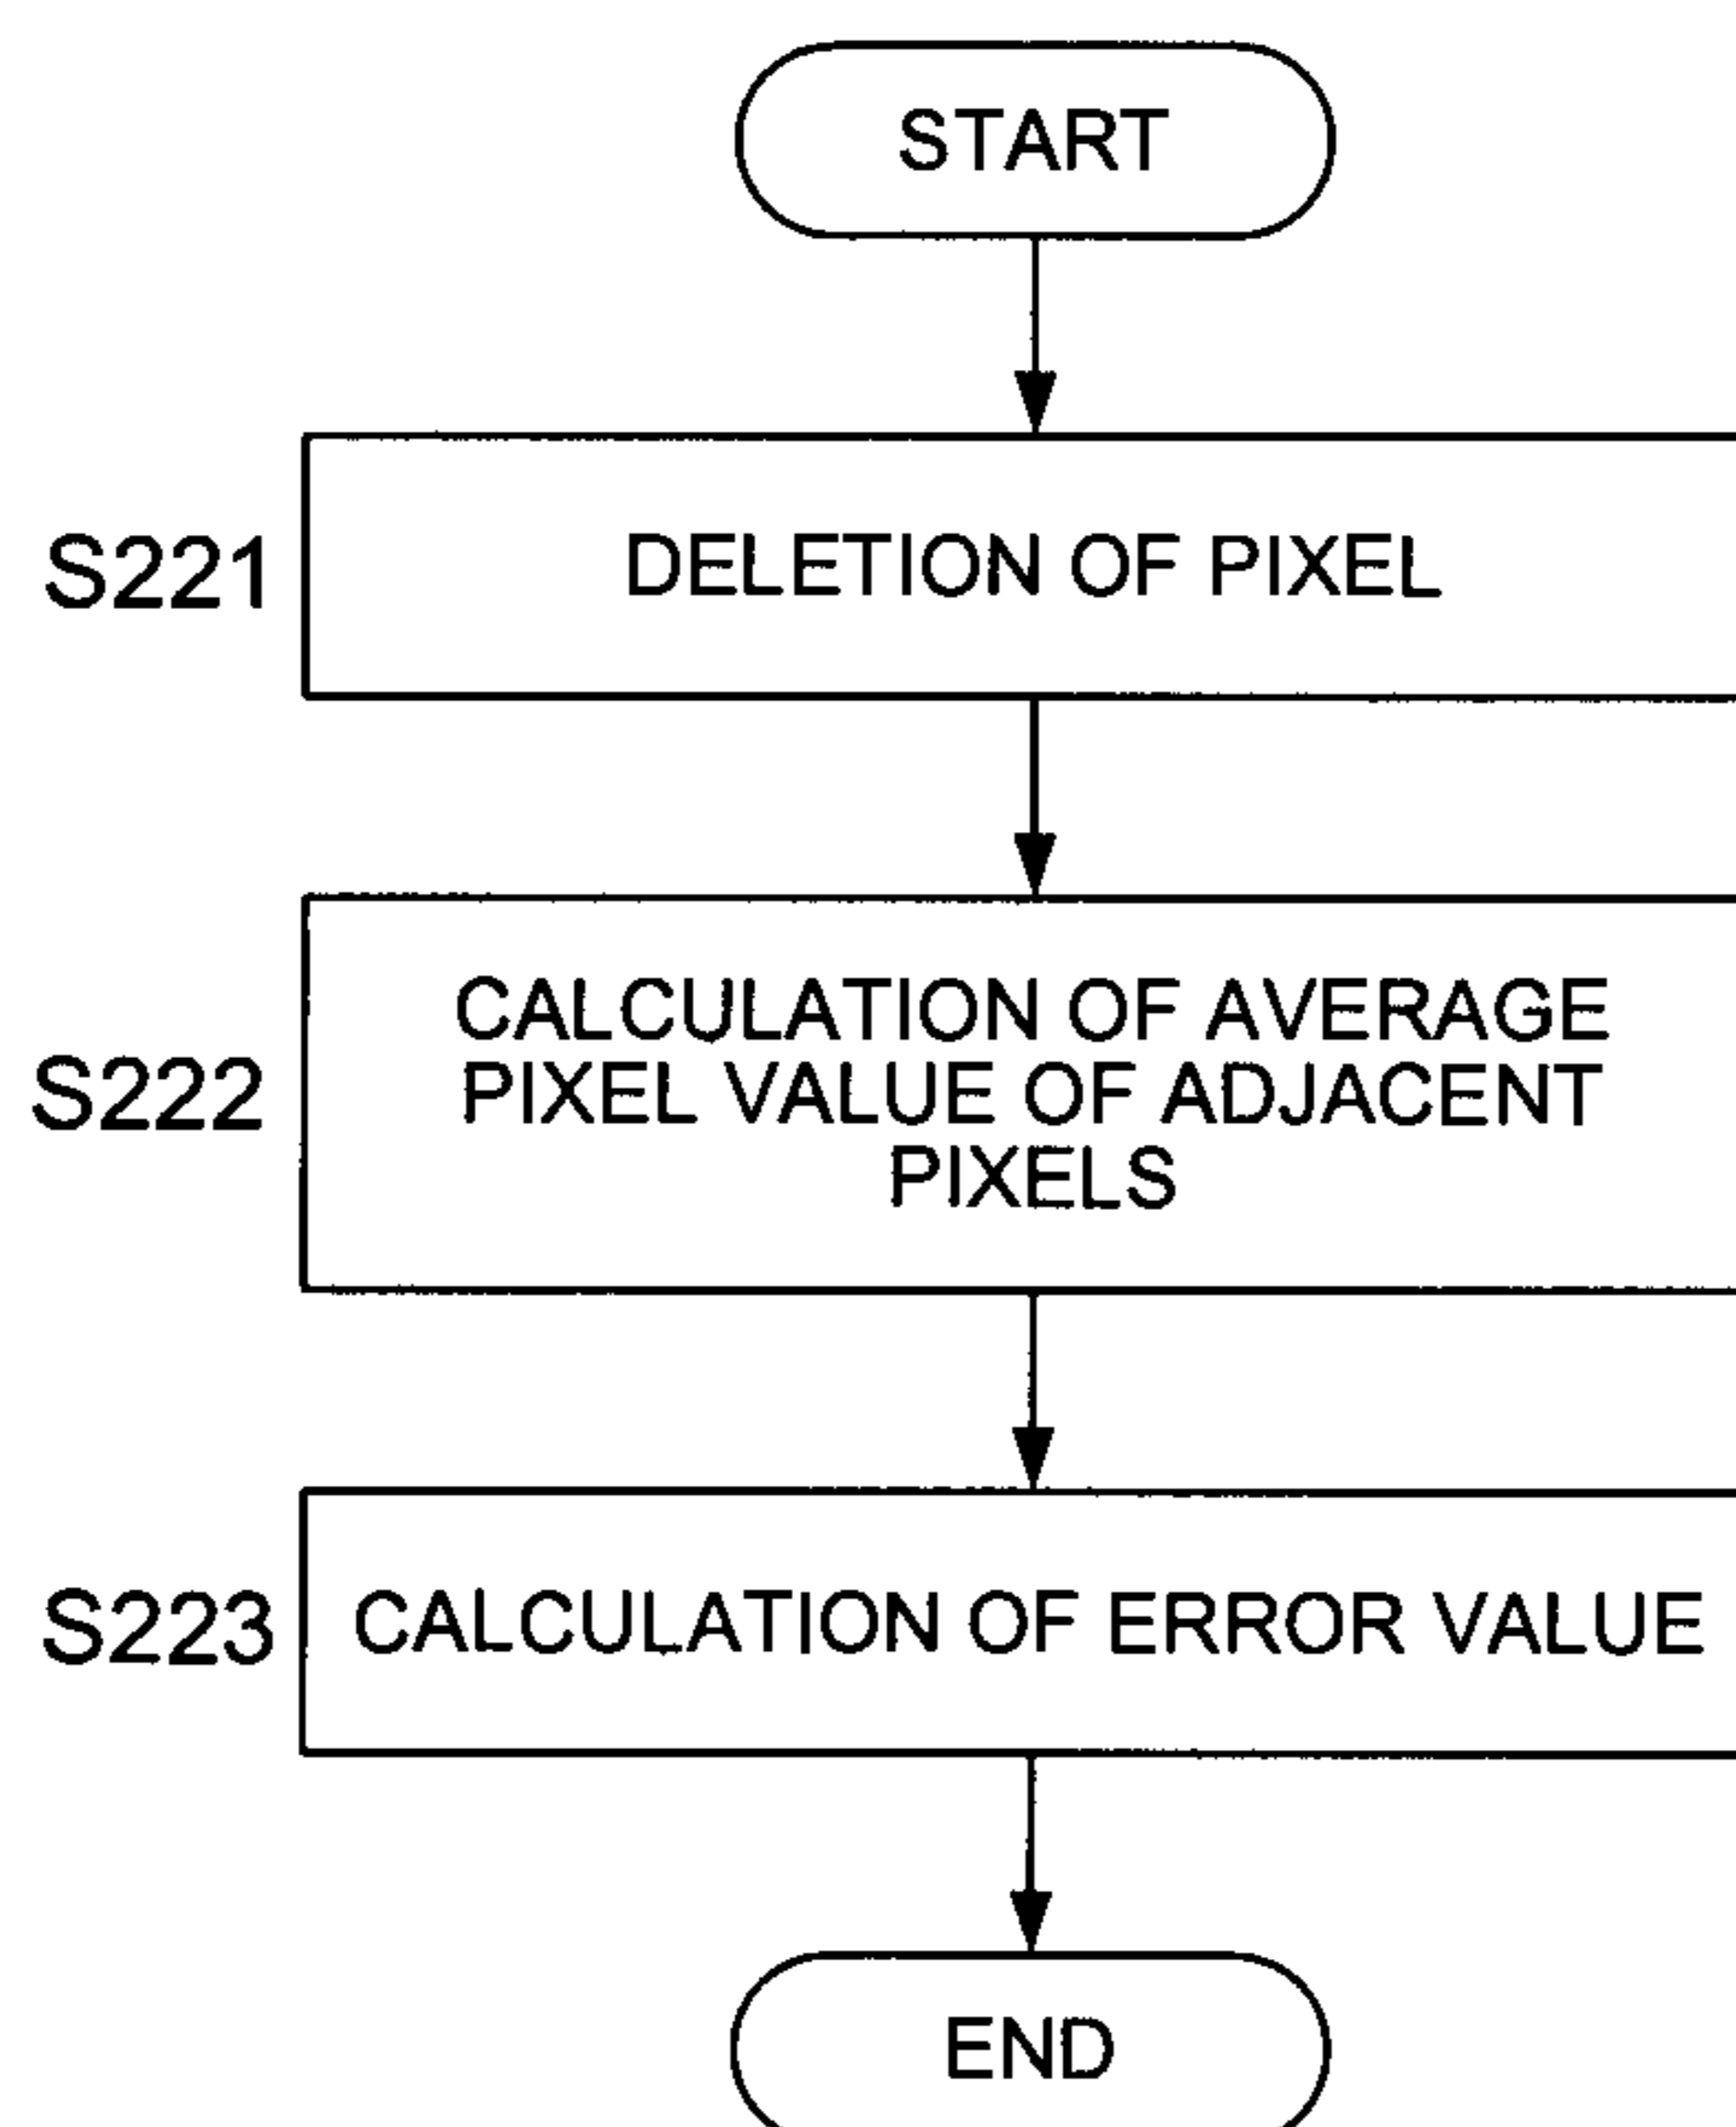 START
S221
DELETION OF PIXEL
S222
CALCULATION OF AVERAGE
PIXEL VALUE OF ADJACENT
PIXELS
S223
CALCULATION OF ERROR VALUE
END